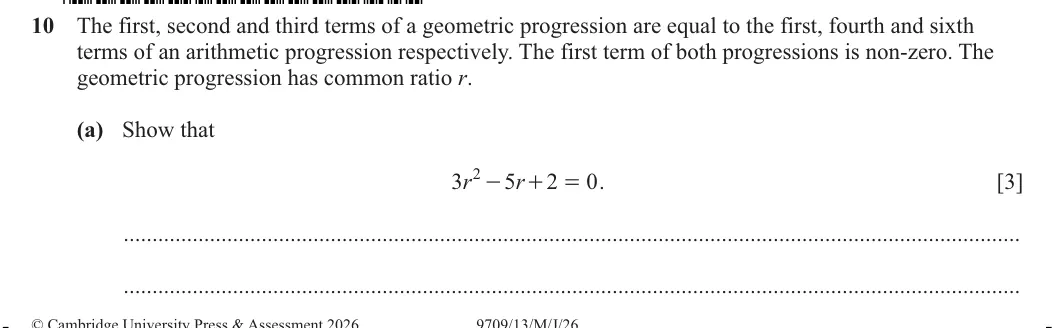 10 The first, second and third terms of a geometric progression are equal to the first, fourth and sixth
terms of an arithmetic progression respectively. The first term of both progressions is non-zero. The
geometric progression has common ratio r.
(a) Show that
3r² − 5r + 2 = 0. [3]
© Cambridge University Press & Assessment 2026 9709/13/M/J/26